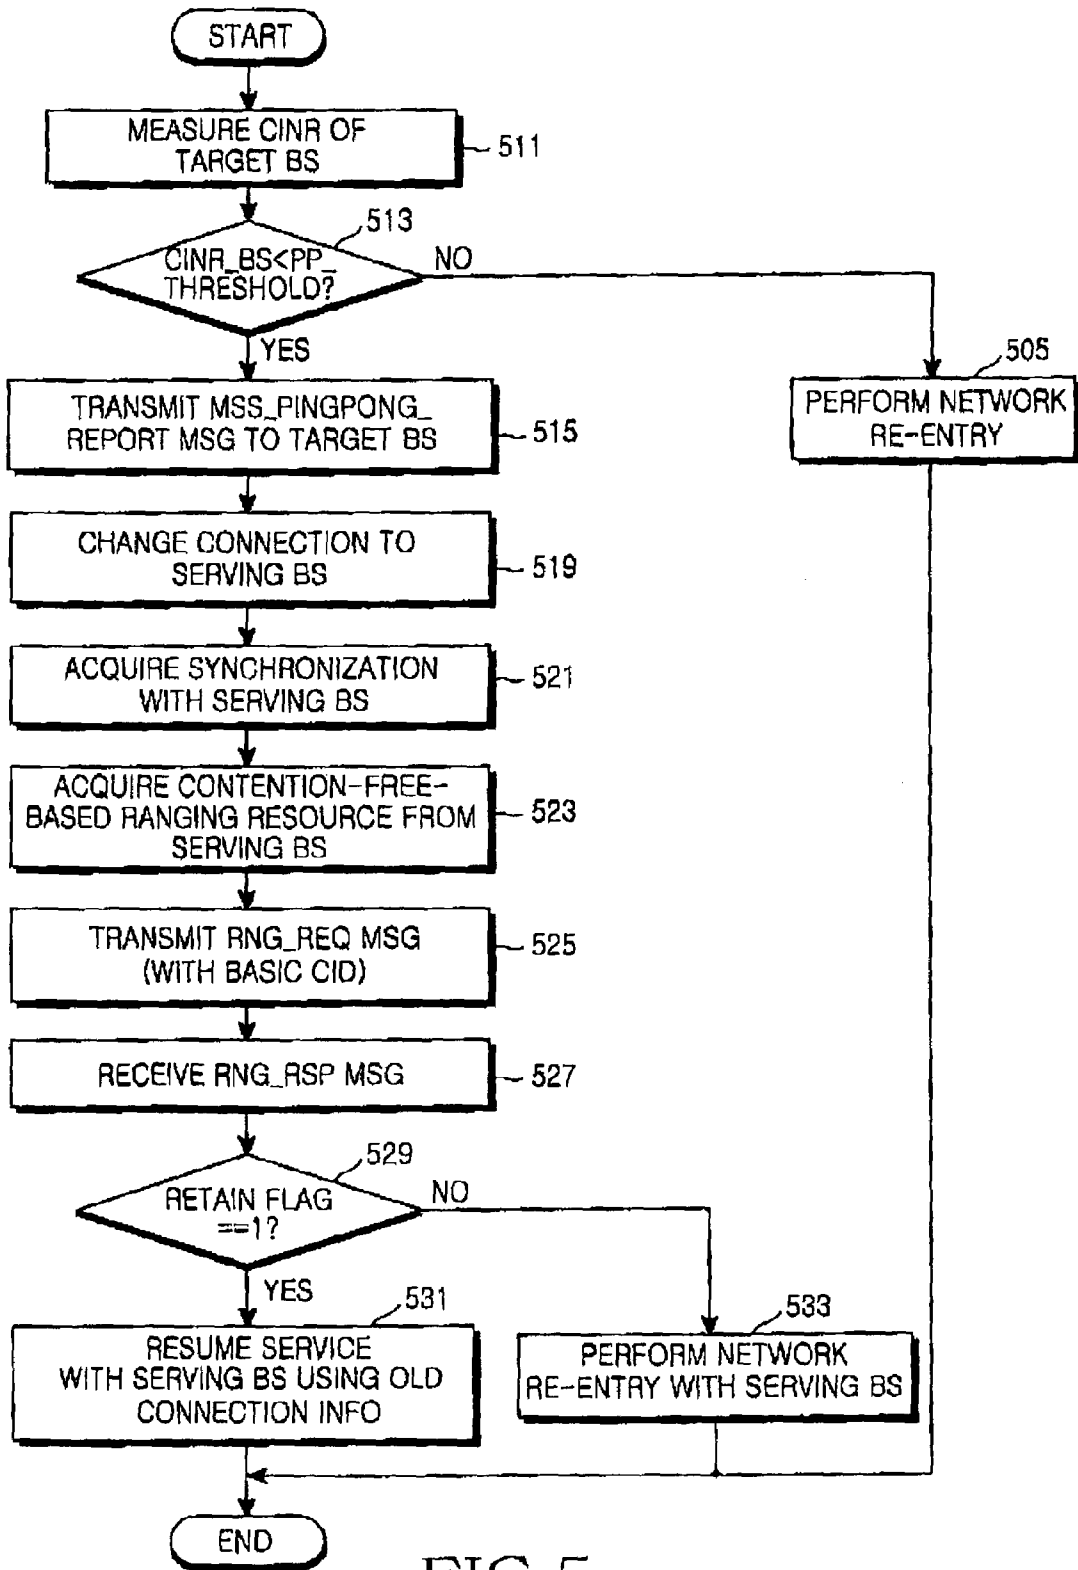 START
MEASURE CINR OF
TARGET BS
511
513
CINR_BS<PP_
THRESHOLD?
NO
YES
505
PERFORM NETWORK
RE-ENTRY
TRANSMIT MSS_PINGPONG_
REPORT MSG TO TARGET BS
515
CHANGE CONNECTION TO
SERVING BS
519
ACQUIRE SYNCHRONIZATION
WITH SERVING BS
521
ACQUIRE CONTENTION-FREE-
BASED RANGING RESOURCE FROM
SERVING BS
523
TRANSMIT RNG_REQ MSG
(WITH BASIC CID)
525
RECEIVE RNG_RSP MSG
527
529
RETAIN FLAG
==1?
NO
YES
531
RESUME SERVICE
WITH SERVING BS USING OLD
CONNECTION INFO
533
PERFORM NETWORK
RE-ENTRY WITH SERVING BS
END
FIG.5